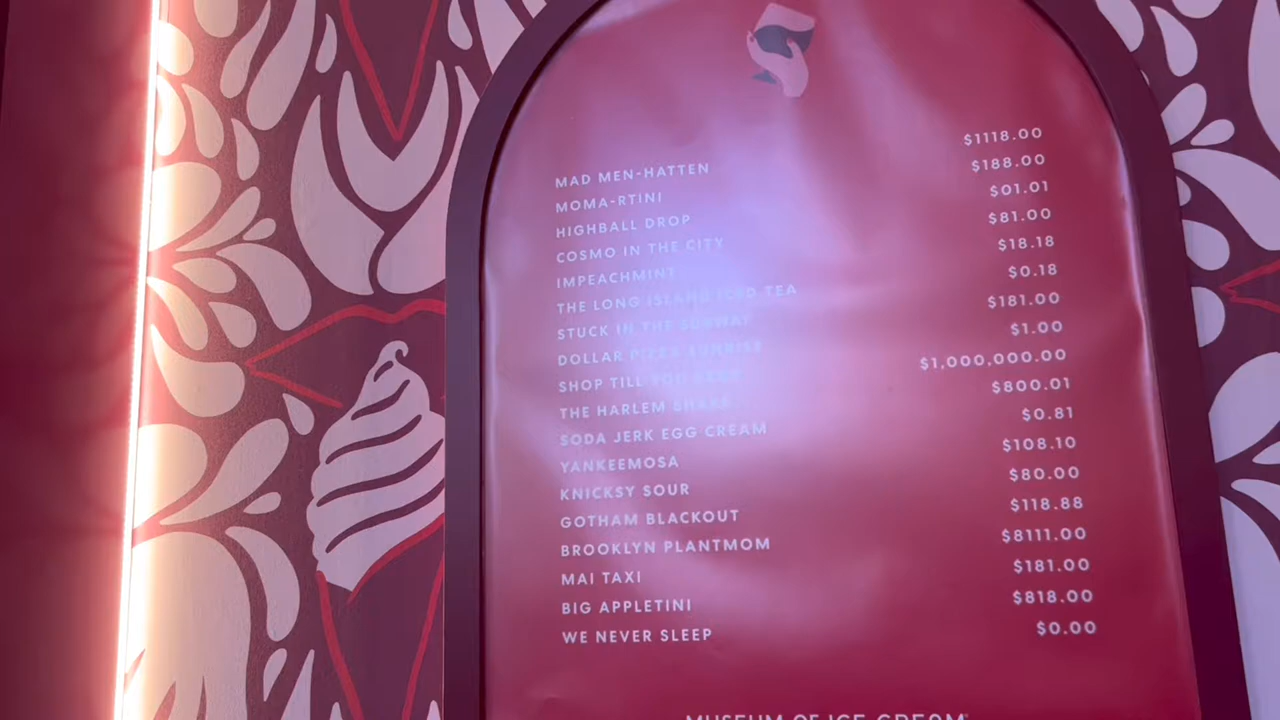 MAD MEN-HATTEN $1118.00
MOMA-RTINI $188.00
HIGHBALL DROP $01.01
COSMO IN THE CITY $81.00
IMPEACHMINT $18.18
THE LONG ISLAND ICED TEA $0.18
STUCK IN THE SUBWAY $181.00
DOLLAR PIZZA SUNRISE $1.00
SHOP TILL YOU $1,000,000.00
THE HARLEM SHAKE $800.01
SODA JERK EGG CREAM $0.81
YANKEEMOSA $108.10
KNICKSY SOUR $80.00
GOTHAM BLACKOUT $118.88
BROOKLYN PLANTMOM $8111.00
MAI TAXI $181.00
BIG APPLETINI $818.00
WE NEVER SLEEP $0.00
MUSEUM OF ICE CREAM